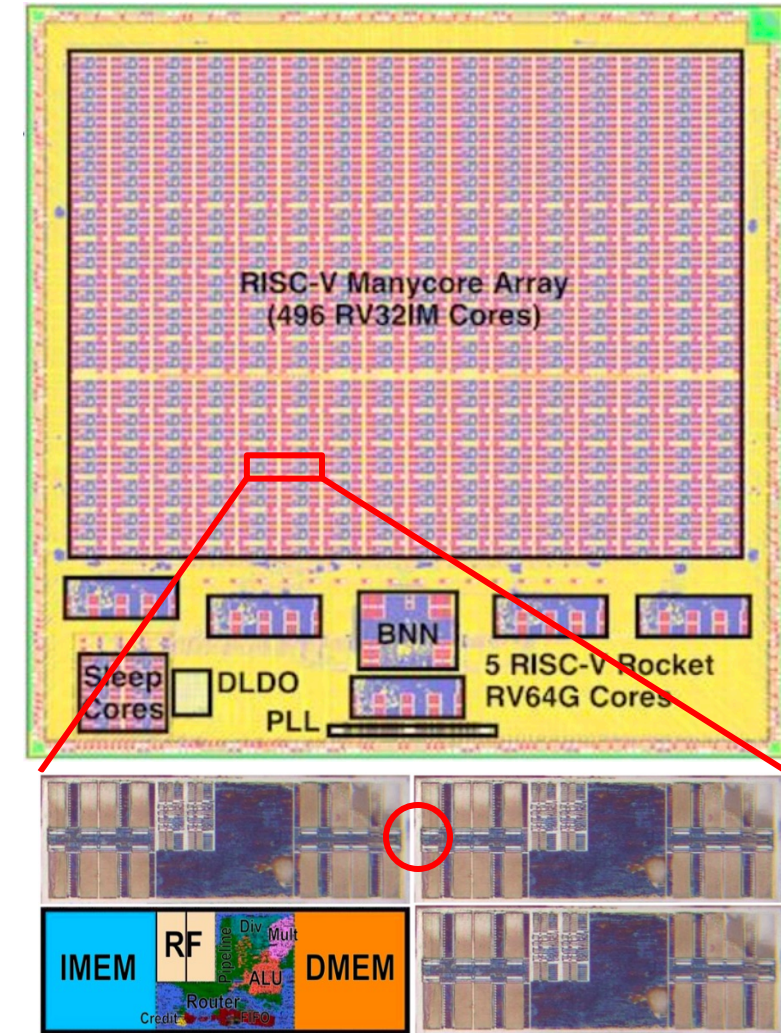 RISC-V Manycore Array
(496 RV32IM Cores)
BNN
Sleep
Cores
DLDO
PLL
5 RISC-V Rocket
RV64G Cores
IMEM
RF
Pipeline
Div
Mult
ALU
DMEM
Router
Credit
FIFO